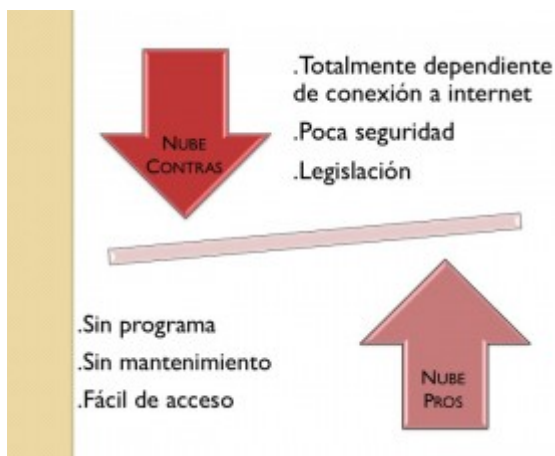 NUBE
CONTRAS
.Totalmente dependiente
de conexión a internet
.Poca seguridad
.Legislación
.Sin programa
.Sin mantenimiento
.Fácil de acceso
NUBE
PROS